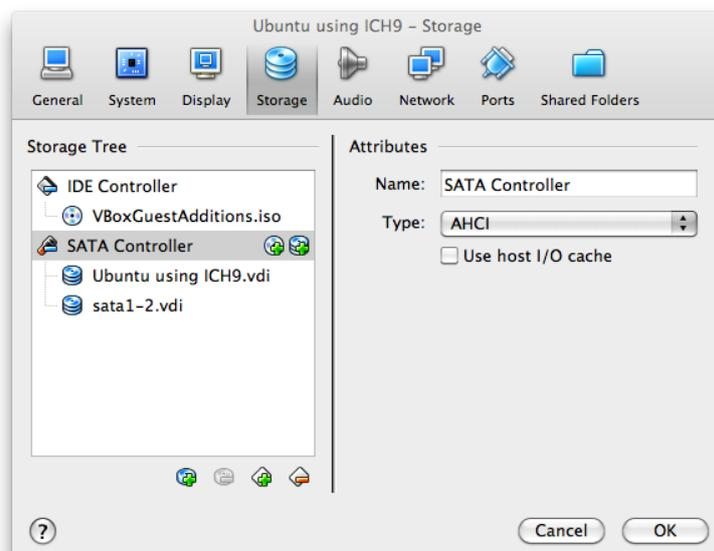 Ubuntu using ICH9 – Storage
General System Display Storage Audio Network Ports Shared Folders
Storage Tree
IDE Controller
VBoxGuestAdditions.iso
SATA Controller
Ubuntu using ICH9.vdi
sata1-2.vdi
Attributes
Name: SATA Controller
Type: AHCI
Use host I/O cache
?
Cancel OK